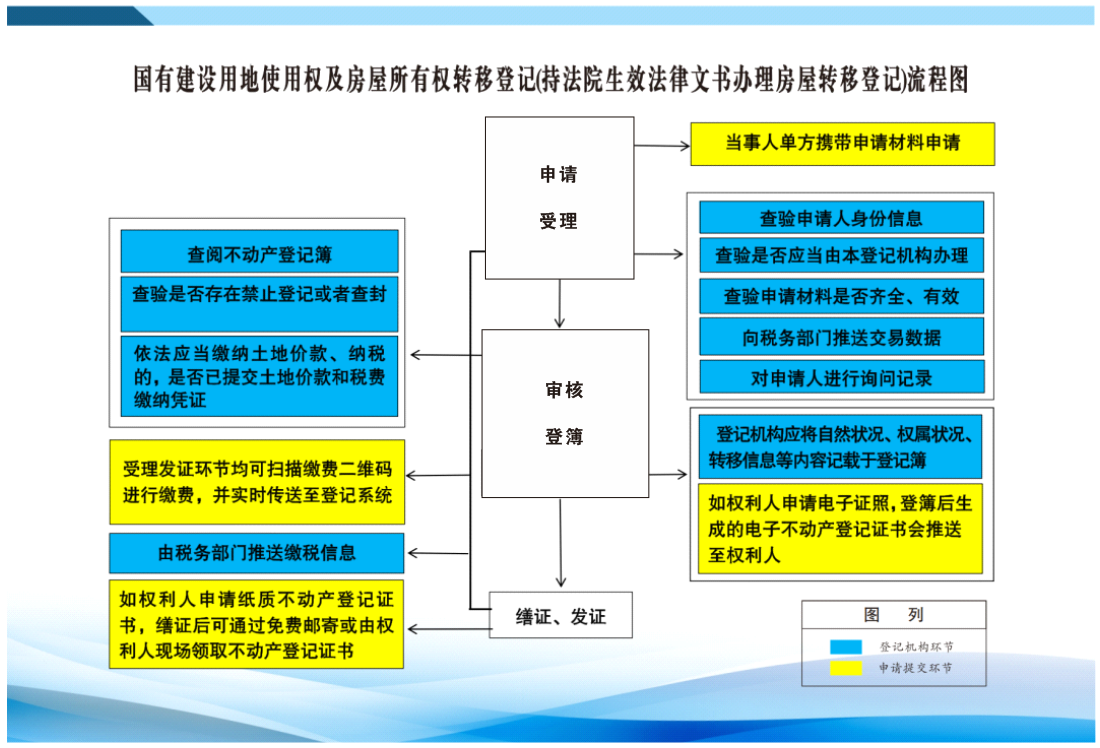 国有建设用地使用权及房屋所有权转移登记(持法院生效法律文书办理房屋转移登记)流程图
申请
受理
当事人单方携带申请材料申请
查验申请人身份信息
查验是否应当由本登记机构办理
查验申请材料是否齐全、有效
向税务部门推送交易数据
对申请人进行询问记录
查阅不动产登记簿
查验是否存在禁止登记或者查封
依法应当缴纳土地价款、纳税
的，是否已提交土地价款和税费
缴纳凭证
审核
登簿
登记机构应将自然状况、权属状况、
转移信息等内容记载于登记簿
如权利人申请电子证照，登簿后生
成的电子不动产登记证书会推送
至权利人
受理发证环节均可扫描缴费二维码
进行缴费，并实时传送至登记系统
由税务部门推送缴税信息
如权利人申请纸质不动产登记证
书，缮证后可通过免费邮寄或由权
利人现场领取不动产登记证书
缮证、发证
图 列
登记机构环节
申请提交环节